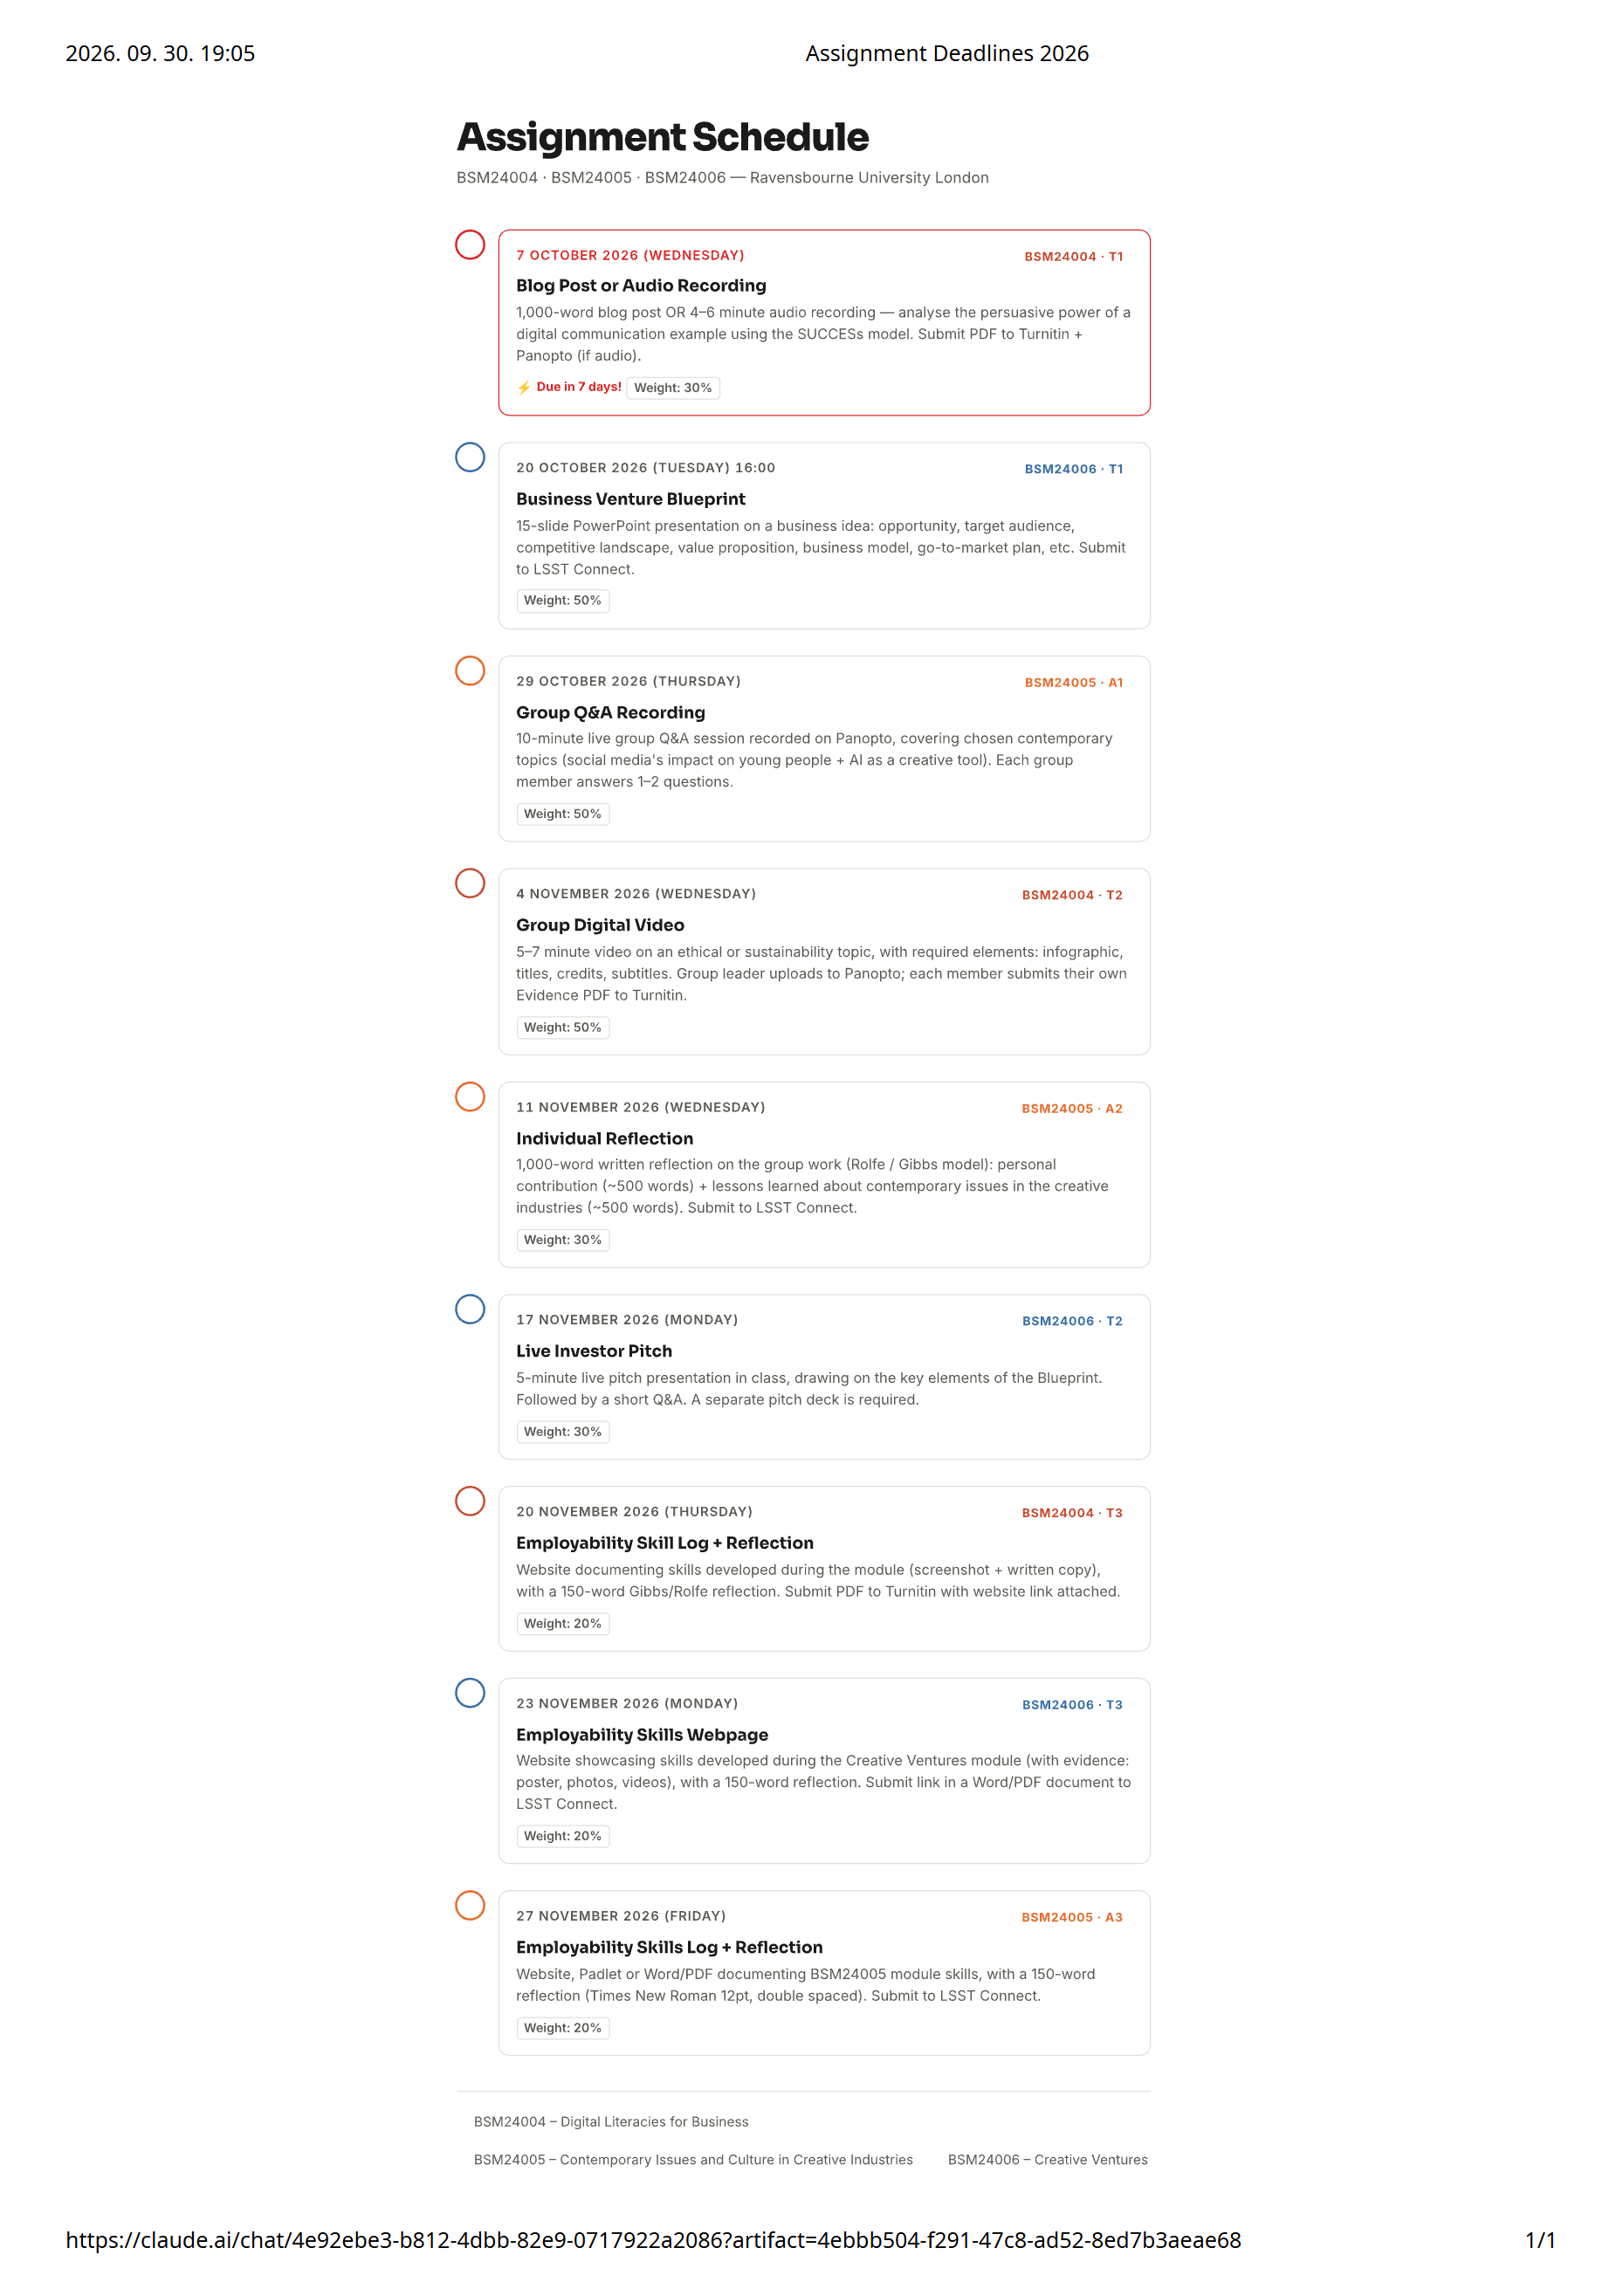 2026. 09. 30. 19:05
Assignment Deadlines 2026
Assignment Schedule
BSM24004 · BSM24005 · BSM24006 — Ravensbourne University London
7 OCTOBER 2026 (WEDNESDAY)
BSM24004 · T1
Blog Post or Audio Recording
1,000-word blog post OR 4–6 minute audio recording — analyse the persuasive power of a
digital communication example using the SUCCESs model. Submit PDF to Turnitin +
Panopto (if audio).
⚡ Due in 7 days! Weight: 30%
20 OCTOBER 2026 (TUESDAY) 16:00
BSM24006 · T1
Business Venture Blueprint
15-slide PowerPoint presentation on a business idea: opportunity, target audience,
competitive landscape, value proposition, business model, go-to-market plan, etc. Submit
to LSST Connect.
Weight: 50%
29 OCTOBER 2026 (THURSDAY)
BSM24005 · A1
Group Q&A Recording
10-minute live group Q&A session recorded on Panopto, covering chosen contemporary
topics (social media's impact on young people + AI as a creative tool). Each group
member answers 1–2 questions.
Weight: 50%
4 NOVEMBER 2026 (WEDNESDAY)
BSM24004 · T2
Group Digital Video
5–7 minute video on an ethical or sustainability topic, with required elements: infographic,
titles, credits, subtitles. Group leader uploads to Panopto; each member submits their own
Evidence PDF to Turnitin.
Weight: 50%
11 NOVEMBER 2026 (WEDNESDAY)
BSM24005 · A2
Individual Reflection
1,000-word written reflection on the group work (Rolfe / Gibbs model): personal
contribution (~500 words) + lessons learned about contemporary issues in the creative
industries (~500 words). Submit to LSST Connect.
Weight: 30%
17 NOVEMBER 2026 (MONDAY)
BSM24006 · T2
Live Investor Pitch
5-minute live pitch presentation in class, drawing on the key elements of the Blueprint.
Followed by a short Q&A. A separate pitch deck is required.
Weight: 30%
20 NOVEMBER 2026 (THURSDAY)
BSM24004 · T3
Employability Skill Log + Reflection
Website documenting skills developed during the module (screenshot + written copy),
with a 150-word Gibbs/Rolfe reflection. Submit PDF to Turnitin with website link attached.
Weight: 20%
23 NOVEMBER 2026 (MONDAY)
BSM24006 · T3
Employability Skills Webpage
Website showcasing skills developed during the Creative Ventures module (with evidence:
poster, photos, videos), with a 150-word reflection. Submit link in a Word/PDF document to
LSST Connect.
Weight: 20%
27 NOVEMBER 2026 (FRIDAY)
BSM24005 · A3
Employability Skills Log + Reflection
Website, Padlet or Word/PDF documenting BSM24005 module skills, with a 150-word
reflection (Times New Roman 12pt, double spaced). Submit to LSST Connect.
Weight: 20%
BSM24004 – Digital Literacies for Business
BSM24005 – Contemporary Issues and Culture in Creative Industries
BSM24006 – Creative Ventures
https://claude.ai/chat/4e92ebe3-b812-4dbb-82e9-0717922a2086?artifact=4ebbb504-f291-47c8-ad52-8ed7b3aeae68
1/1